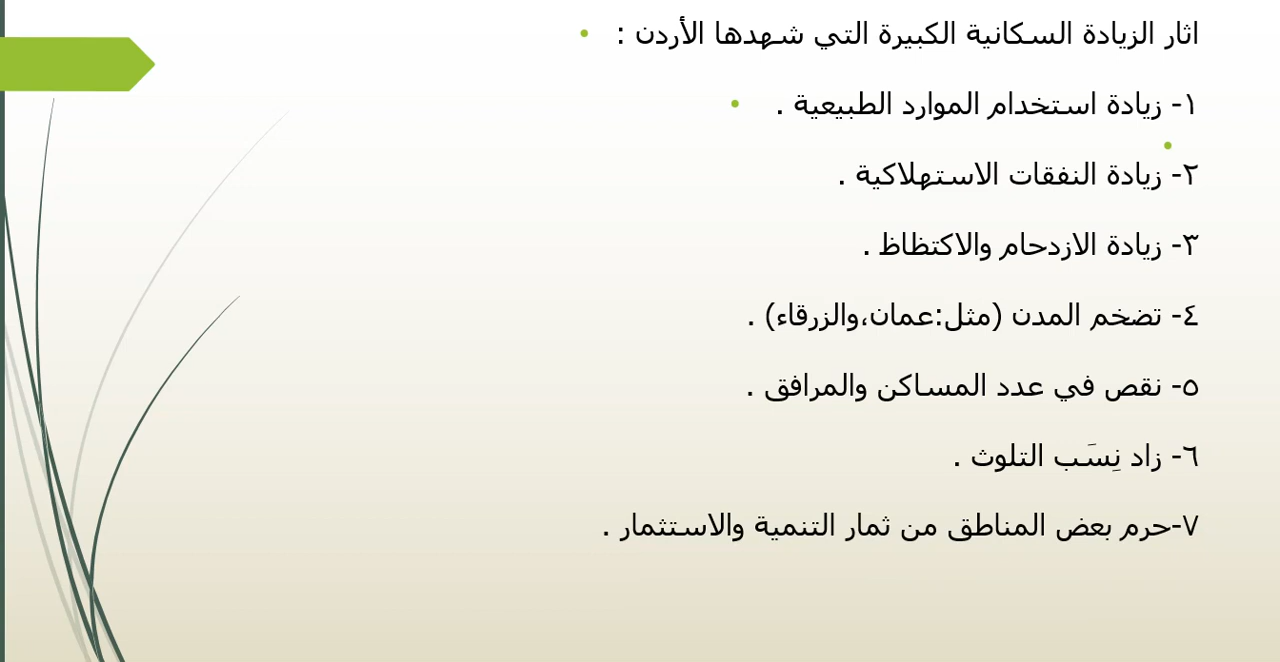 اثار الزيادة السكانية الكبيرة التي شهدها الأردن :
١- زيادة استخدام الموارد الطبيعية .
٢- زيادة النفقات الاستهلاكية .
٣- زيادة الازدحام والاكتظاظ .
٤- تضخم المدن (مثل:عمان،والزرقاء) .
٥- نقص في عدد المساكن والمرافق .
٦- زاد نِسَب التلوث .
٧-حرم بعض المناطق من ثمار التنمية والاستثمار .